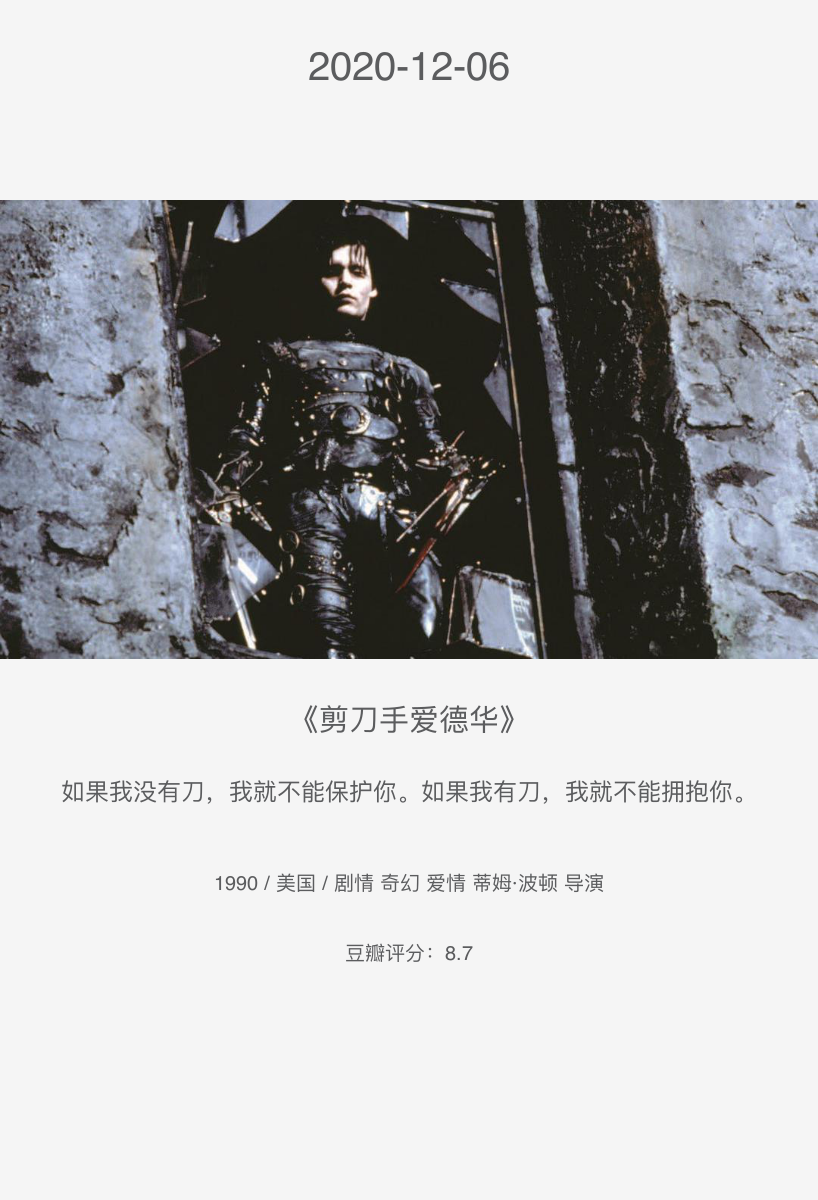 2020-12-06
《剪刀手爱德华》
如果我没有刀，我就不能保护你。如果我有刀，我就不能拥抱你。
1990 / 美国 / 剧情 奇幻 爱情 蒂姆·波顿 导演
豆瓣评分：8.7